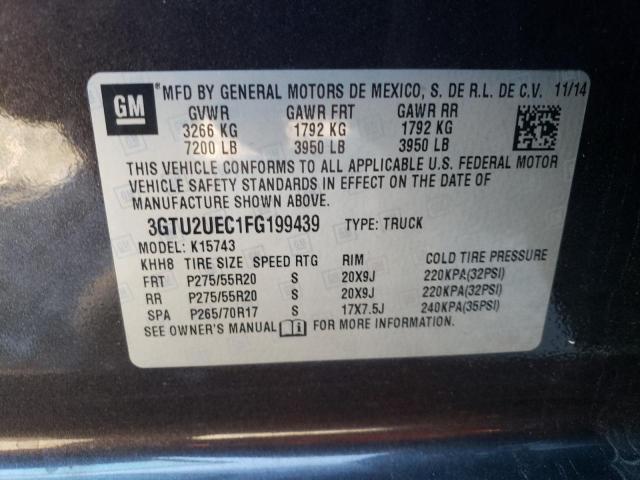 GM ®MFD BY GENERAL MOTORS DE MEXICO, S. DE R.L. DE C.V. 11/14
GVWR GAWR FRT GAWR RR
3266 KG 1792 KG 1792 KG
7200 LB 3950 LB 3950 LB
THIS VEHICLE CONFORMS TO ALL APPLICABLE U.S. FEDERAL MOTOR
VEHICLE SAFETY STANDARDS IN EFFECT ON THE DATE OF
MANUFACTURE SHOWN ABOVE.
3GTU2UEC1FG199439 TYPE: TRUCK
MODEL: K15743
KHH8 TIRE SIZE SPEED RTG RIM COLD TIRE PRESSURE
FRT P275/55R20 S 20X9J 220KPA(32PSI)
RR P275/55R20 S 20X9J 220KPA(32PSI)
SPA P265/70R17 S 17X7.5J 240KPA(35PSI)
SEE OWNER'S MANUAL FOR MORE INFORMATION.